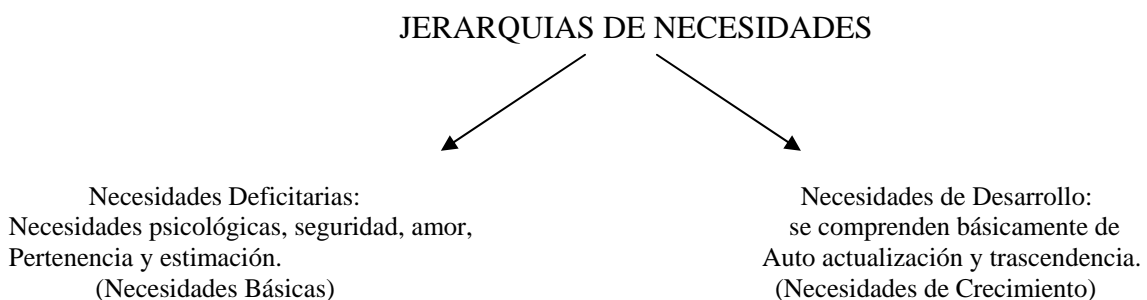 JERARQUIAS DE NECESIDADES
Necesidades Deficitarias:
Necesidades psicológicas, seguridad, amor,
Pertenencia y estimación.
(Necesidades Básicas)
Necesidades de Desarrollo:
se comprenden básicamente de
Auto actualización y trascendencia.
(Necesidades de Crecimiento)